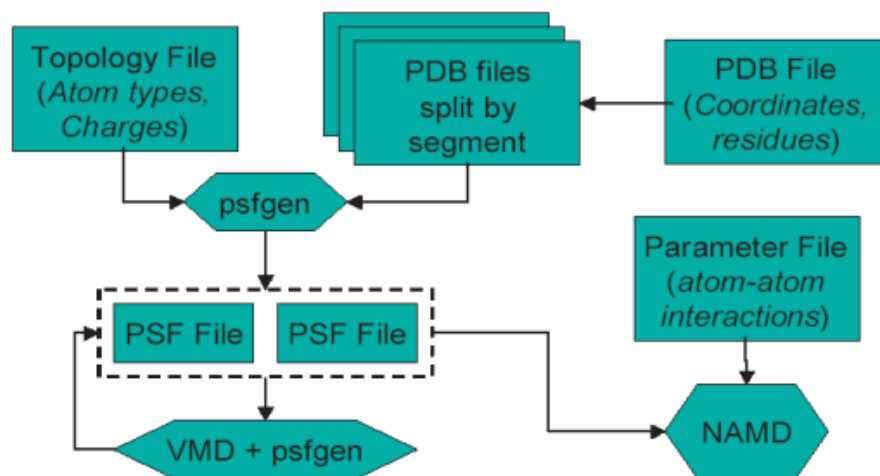 Topology File
(Atom types,
Charges)
PDB files
split by
segment
PDB File
(Coordinates,
residues)
psfgen
Parameter File
(atom-atom
interactions)
PSF File
PSF File
VMD + psfgen
NAMD